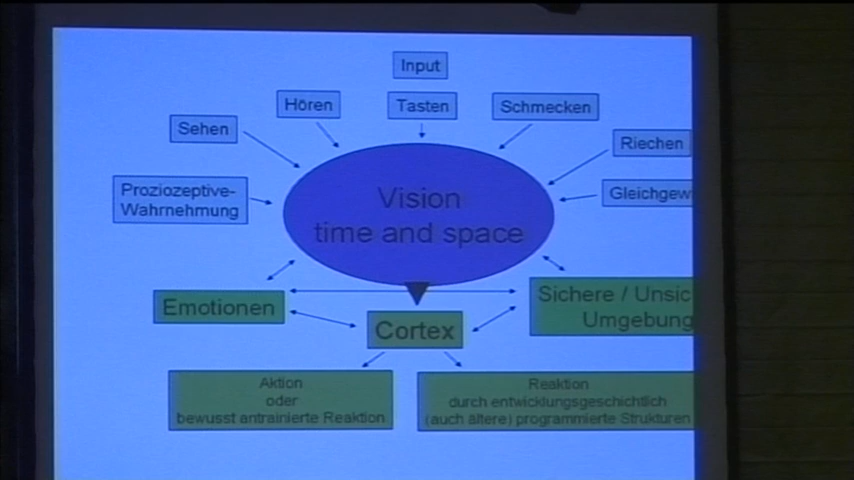 Input
Hören
Tasten
Schmecken
Sehen
Riechen
Proziozeptive-
Wahrnehmung
Gleichgew
Vision
time and space
Emotionen
Sichere / Unsic
Umgebung
Cortex
Aktion
oder
bewusst antrainierte Reaktion
Reaktion
durch entwicklungsgeschichtlich
(auch ältere) programmierte Strukturen